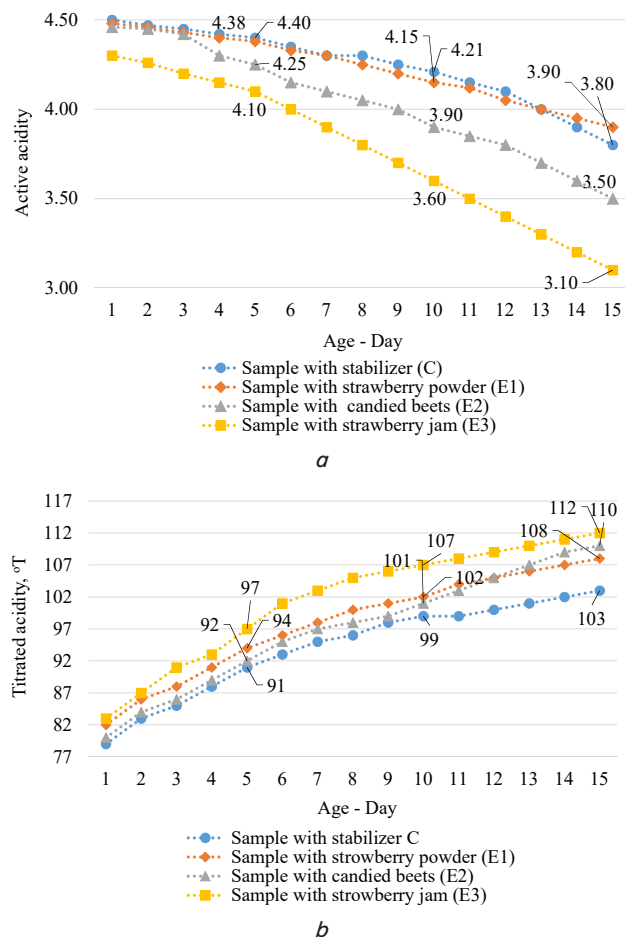 4.50
4.00
3.50
3.00
Active acidity
4.38
4.40
4.25
4.10
4.15
4.21
3.90
3.60
3.90
3.80
3.50
3.10
1 2 3 4 5 6 7 8 9 10 11 12 13 14 15
Age - Day
Sample with stabilizer (C)
Sample with strawberry powder (E1)
Sample with candied beets (E2)
Sample with strawberry jam (E3)
a
117
112
107
102
97
92
87
82
77
Titrated acidity, °T
97
92
94
91
101
107
102
99
112
110
108
103
1 2 3 4 5 6 7 8 9 10 11 12 13 14 15
Age - Day
Sample with stabilizer C
Sample with strowberry powder (E1)
Sample with candied beets (E2)
Sample with strowberry jam (E3)
b